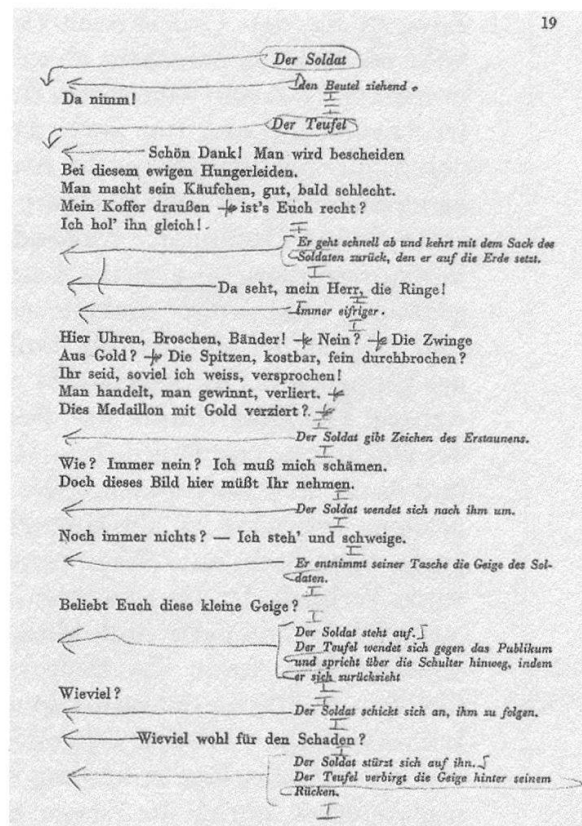 19
Der Soldat
den Beutel ziehend.
Da nimm!
Der Teufel
Schön Dank! Man wird bescheiden
Bei diesem ewigen Hungerleiden.
Man macht sein Käufchen, gut, bald schlecht.
Mein Koffer draußen — ist's Euch recht?
Ich hol' ihn gleich!
Er geht schnell ab und kehrt mit dem Sack des
Soldaten zurück, den er auf die Erde setzt.
Da seht, mein Herr, die Ringe!
Immer eifriger.
Hier Uhren, Broschen, Bänder! — Nein? — Die Zwinge
Aus Gold? — Die Spitzen, kostbar, fein durchbrochen?
Ihr seid, soviel ich weiss, versprochen!
Man handelt, man gewinnt, verliert. —
Dies Medaillon mit Gold verziert? —
Der Soldat gibt Zeichen des Erstaunens.
Wie? Immer nein? Ich muß mich schämen.
Doch dieses Bild hier müßt Ihr nehmen.
Der Soldat wendet sich nach ihm um.
Noch immer nichts? — Ich steh' und schweige.
Er entnimmt seiner Tasche die Geige des Sol-
daten.
Beliebt Euch diese kleine Geige?
Der Soldat steht auf.
Der Teufel wendet sich gegen das Publikum
und spricht über die Schulter hinweg, indem
er sich zurückzieht
Wieviel?
Der Soldat schickt sich an, ihm zu folgen.
Wieviel wohl für den Schaden?
Der Soldat stürzt sich auf ihn.
Der Teufel verbirgt die Geige hinter seinem
Rücken.